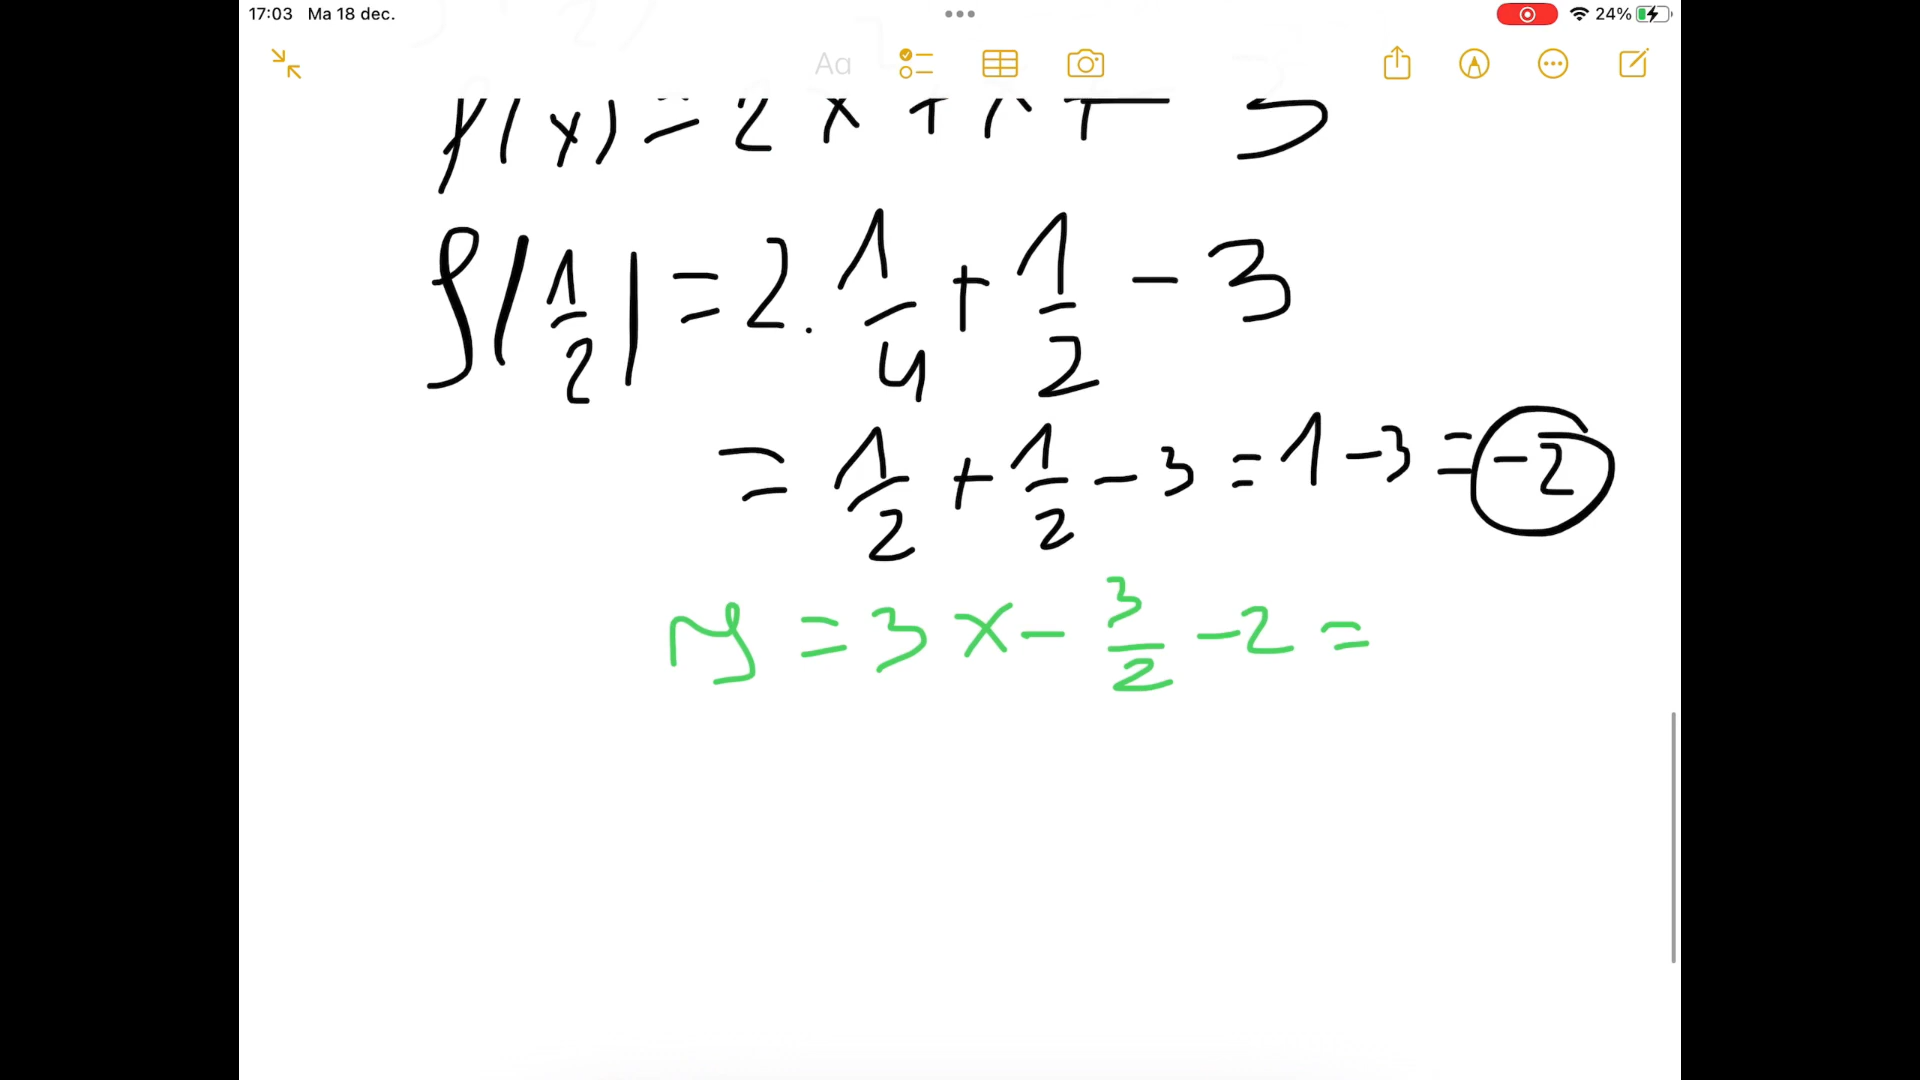 17:03 Ma 18 dec. 24%
Aa
f(x) = 2x + x - 3
f(1/2) = 2 . 1/4 + 1/2 - 3
= 1/2 + 1/2 - 3 = 1 - 3 = -2
y = 3x - 3/2 - 2 =